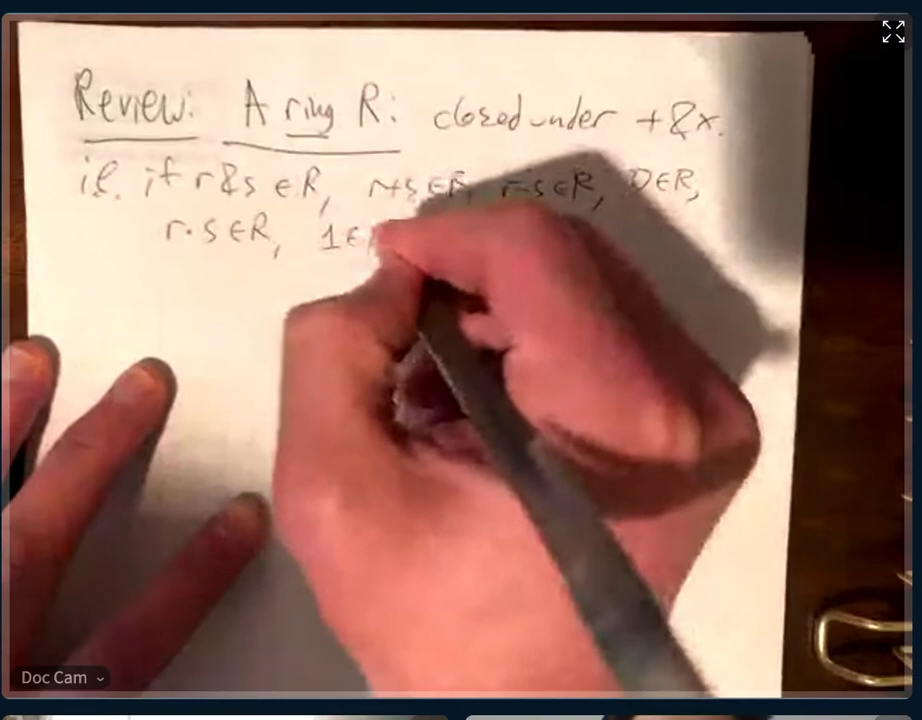 Review: A ring R: closed under + & x.
i.e. if r & s ∈ R, r+s ∈ R, r-s ∈ R, 0 ∈ R,
r·s ∈ R, 1 ∈
Doc Cam